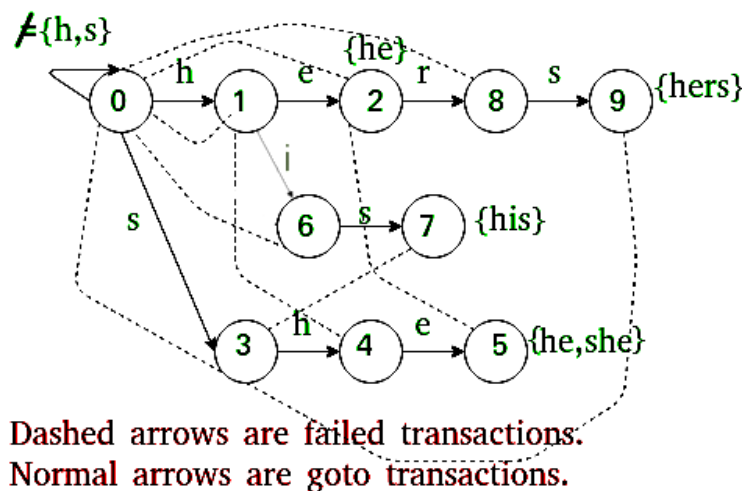 ≠{h,s}
{he}
h e r s
0 1 2 8 9 {hers}
i
s s
6 7 {his}
h e
3 4 5 {he,she}
Dashed arrows are failed transactions.
Normal arrows are goto transactions.